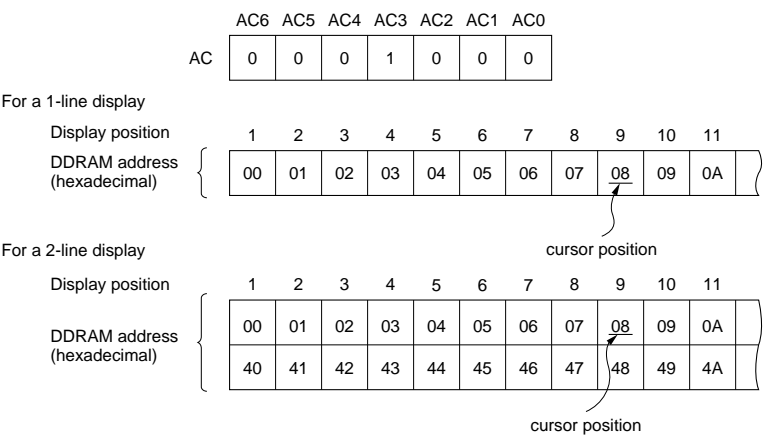 AC6 AC5 AC4 AC3 AC2 AC1 AC0
AC 0 0 0 1 0 0 0
For a 1-line display
Display position 1 2 3 4 5 6 7 8 9 10 11
DDRAM address
(hexadecimal)
00 01 02 03 04 05 06 07 08 09 0A
cursor position
For a 2-line display
Display position 1 2 3 4 5 6 7 8 9 10 11
DDRAM address
(hexadecimal)
00 01 02 03 04 05 06 07 08 09 0A
40 41 42 43 44 45 46 47 48 49 4A
cursor position